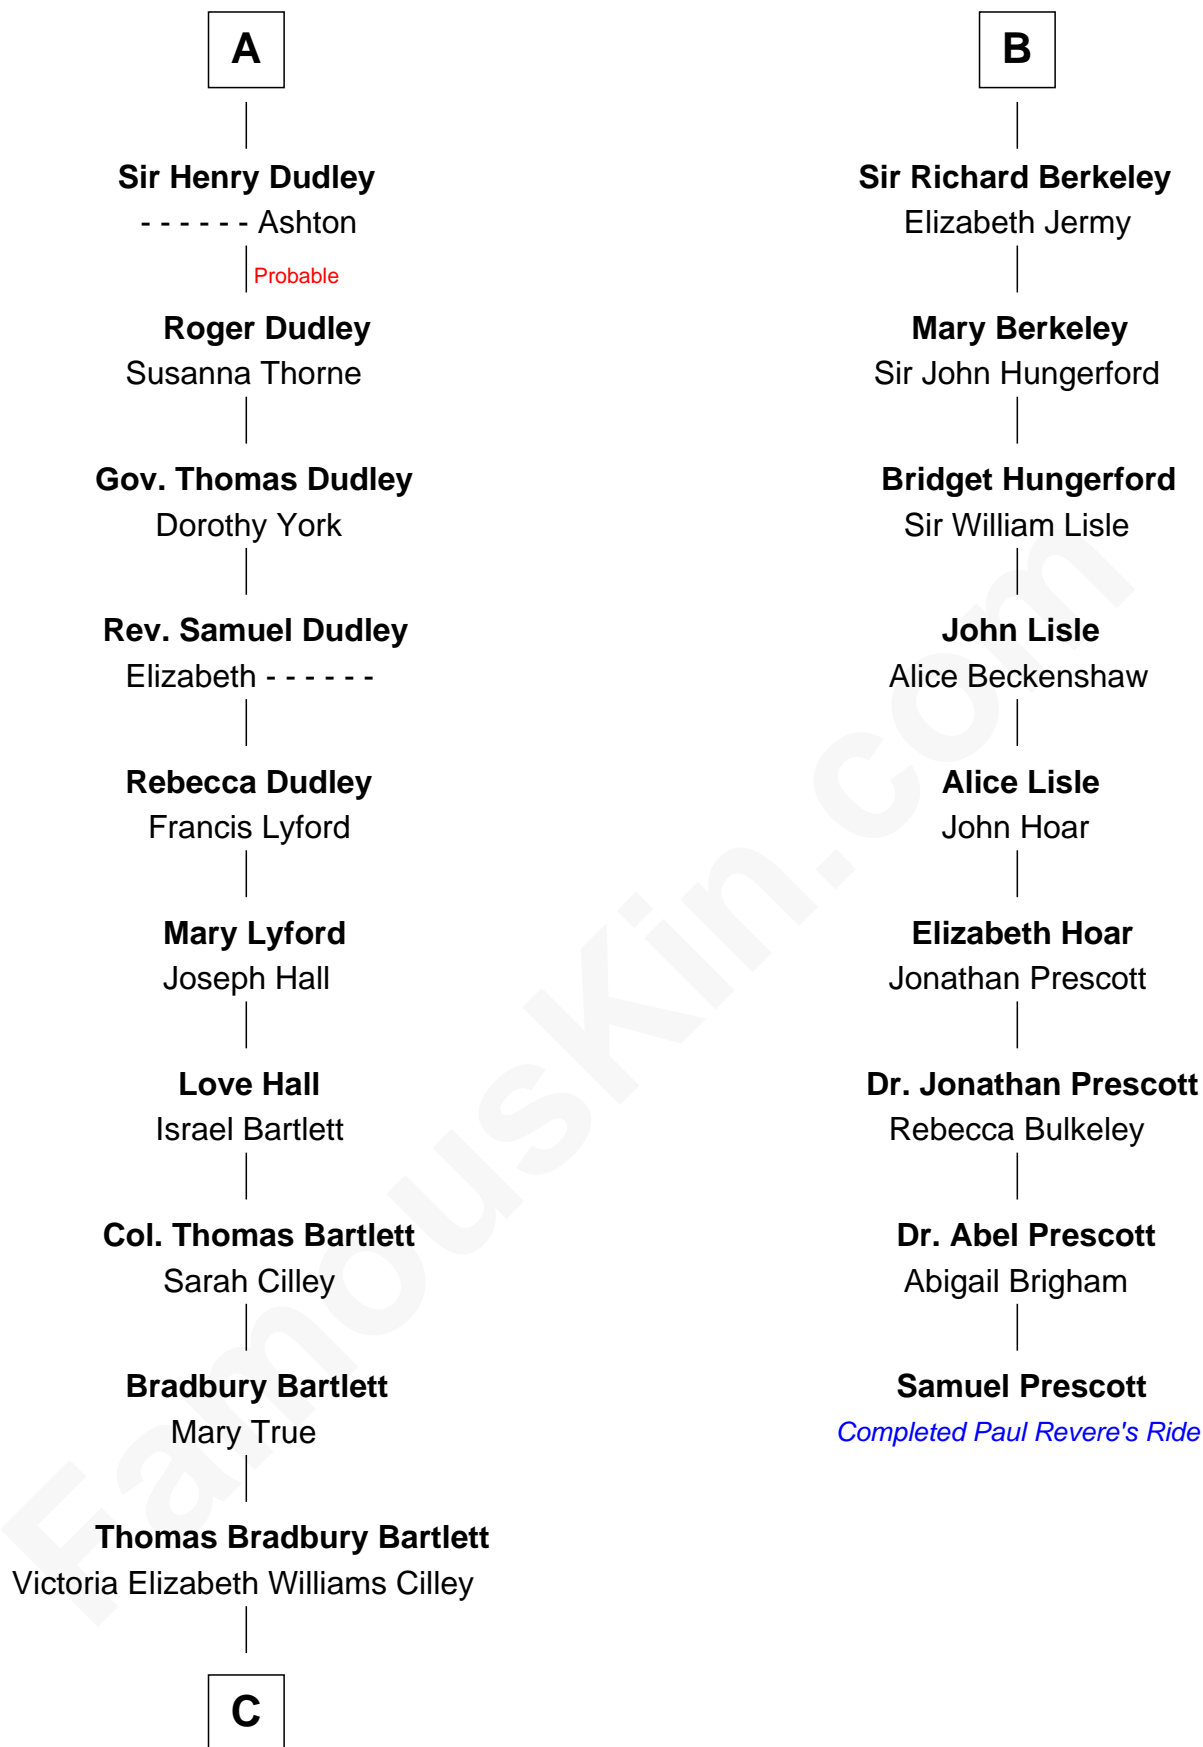 A
Sir Henry Dudley
- - - - - - Ashton
Probable
Roger Dudley
Susanna Thorne
Gov. Thomas Dudley
Dorothy York
Rev. Samuel Dudley
Elizabeth - - - - - -
Rebecca Dudley
Francis Lyford
Mary Lyford
Joseph Hall
Love Hall
Israel Bartlett
Col. Thomas Bartlett
Sarah Cilley
Bradbury Bartlett
Mary True
Thomas Bradbury Bartlett
Victoria Elizabeth Williams Cilley
C
B
Sir Richard Berkeley
Elizabeth Jermy
Mary Berkeley
Sir John Hungerford
Bridget Hungerford
Sir William Lisle
John Lisle
Alice Beckenshaw
Alice Lisle
John Hoar
Elizabeth Hoar
Jonathan Prescott
Dr. Jonathan Prescott
Rebecca Bulkeley
Dr. Abel Prescott
Abigail Brigham
Samuel Prescott
Completed Paul Revere's Ride
FamousKin.com